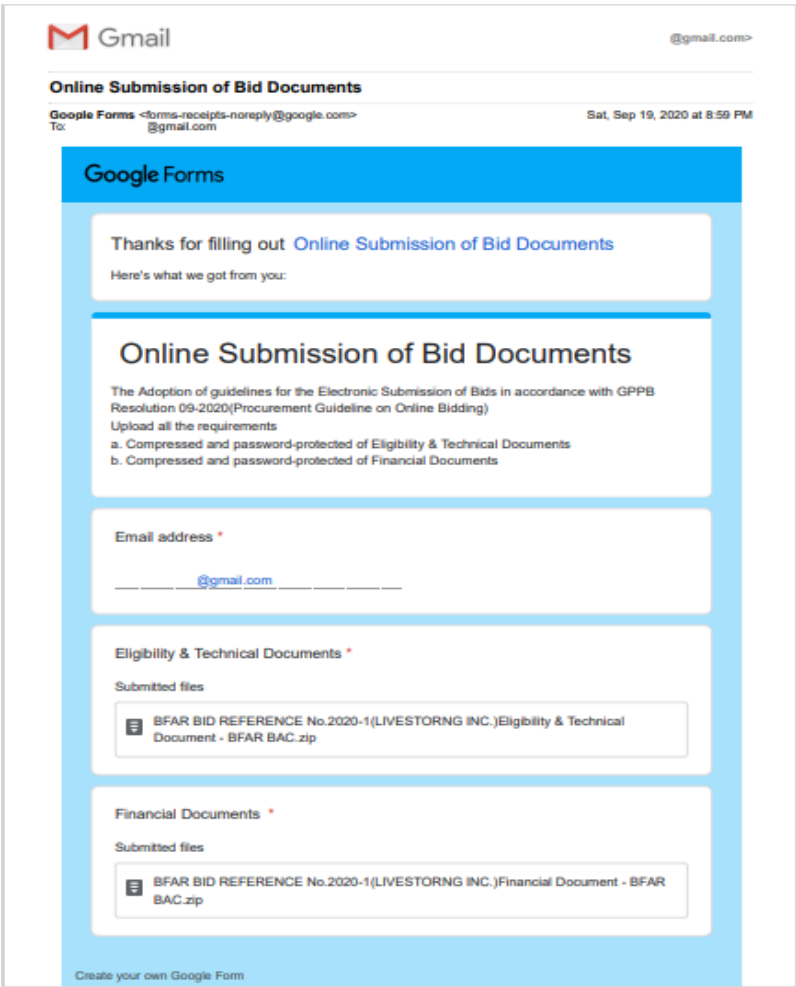 Gmail
@gmail.com>
Online Submission of Bid Documents
Google Forms <forms-receipts-noreply@google.com>
Sat, Sep 19, 2020 at 8:59 PM
To: @gmail.com
Google Forms
Thanks for filling out Online Submission of Bid Documents
Here's what we got from you:
Online Submission of Bid Documents
The Adoption of guidelines for the Electronic Submission of Bids in accordance with GPPB
Resolution 09-2020(Procurement Guideline on Online Bidding)
Upload all the requirements
a. Compressed and password-protected of Eligibility & Technical Documents
b. Compressed and password-protected of Financial Documents
Email address *
@gmail.com
Eligibility & Technical Documents *
Submitted files
BFAR BID REFERENCE No.2020-1(LIVESTORNG INC.)Eligibility & Technical
Document - BFAR BAC.zip
Financial Documents *
Submitted files
BFAR BID REFERENCE No.2020-1(LIVESTORNG INC.)Financial Document - BFAR
BAC.zip
Create your own Google Form